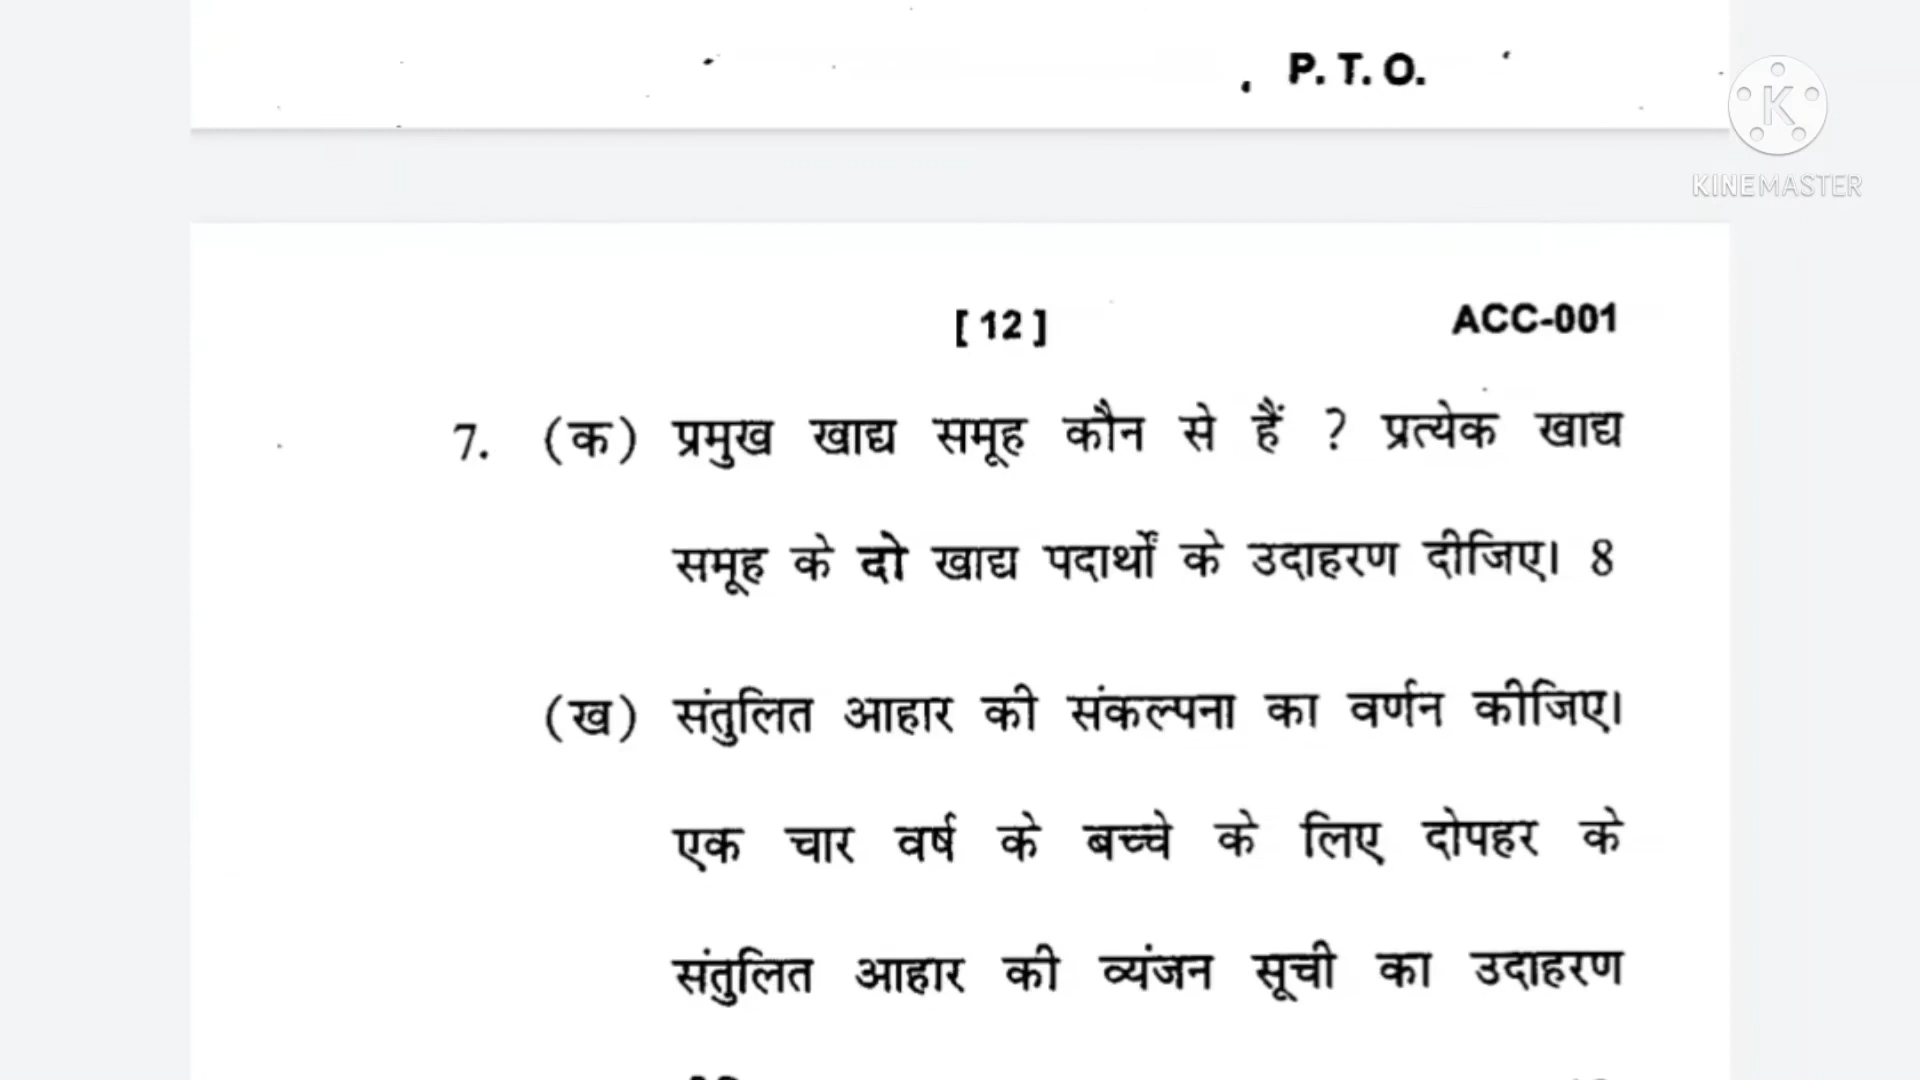 P. T. O.
KINEMASTER
[ 12 ] ACC-001
7. (क) प्रमुख खाद्य समूह कौन से हैं ? प्रत्येक खाद्य
समूह के दो खाद्य पदार्थों के उदाहरण दीजिए। 8
(ख) संतुलित आहार की संकल्पना का वर्णन कीजिए।
एक चार वर्ष के बच्चे के लिए दोपहर के
संतुलित आहार की व्यंजन सूची का उदाहरण